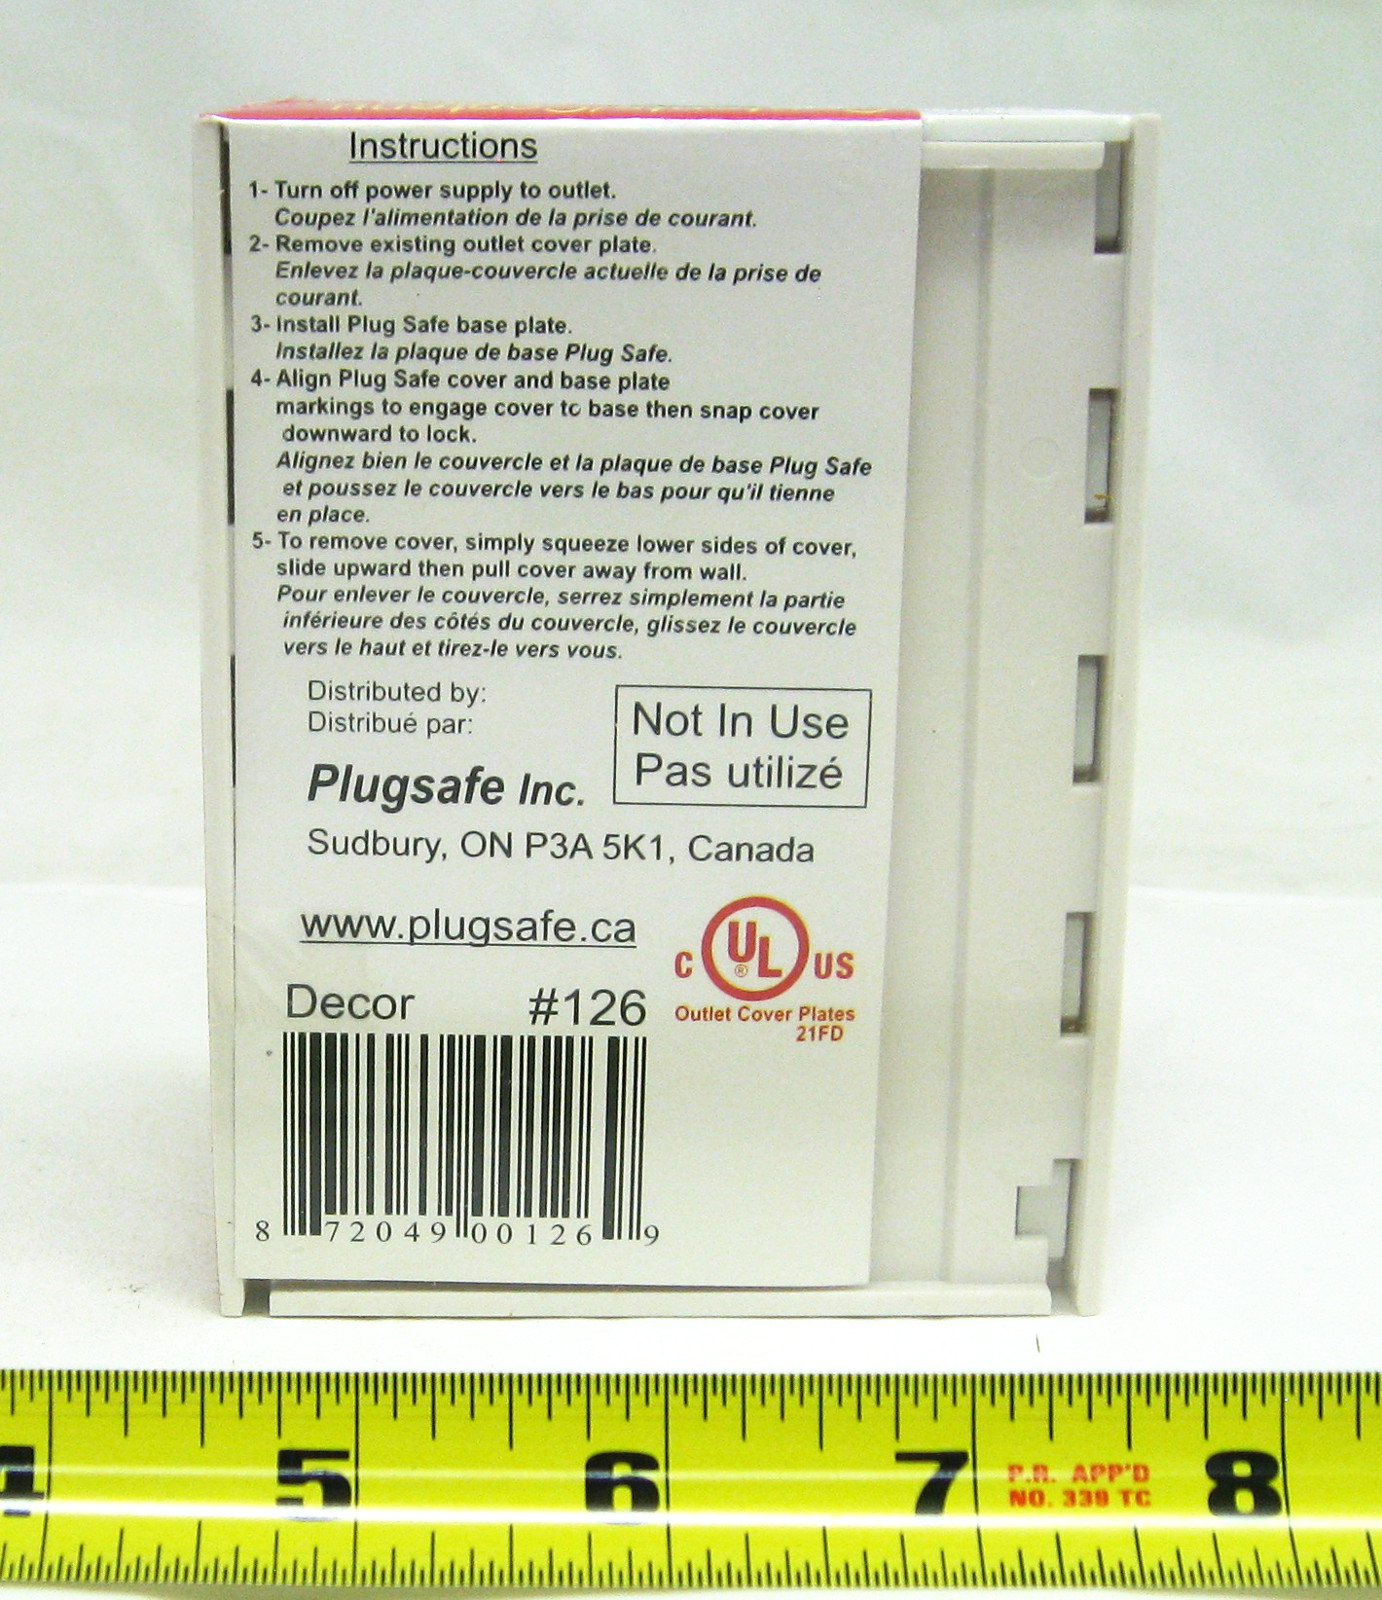 Instructions
1- Turn off power supply to outlet.
Coupez l'alimentation de la prise de courant.
2- Remove existing outlet cover plate.
Enlevez la plaque-couvercle actuelle de la prise de
courant.
3- Install Plug Safe base plate.
Installez la plaque de base Plug Safe.
4- Align Plug Safe cover and base plate
markings to engage cover to base then snap cover
downward to lock.
Alignez bien le couvercle et la plaque de base Plug Safe
et poussez le couvercle vers le bas pour qu'il tienne
en place.
5- To remove cover, simply squeeze lower sides of cover,
slide upward then pull cover away from wall.
Pour enlever le couvercle, serrez simplement la partie
inférieure des côtés du couvercle, glissez le couvercle
vers le haut et tirez-le vers vous.
Distributed by:
Distribué par:
Plugsafe Inc.
Not In Use
Pas utilizé
Sudbury, ON P3A 5K1, Canada
www.plugsafe.ca
C UL ® US
Outlet Cover Plates
21FD
Decor #126
8 72049 00126 9
4 5 6 7 8
P.R. APP'D
NO. 339 TC